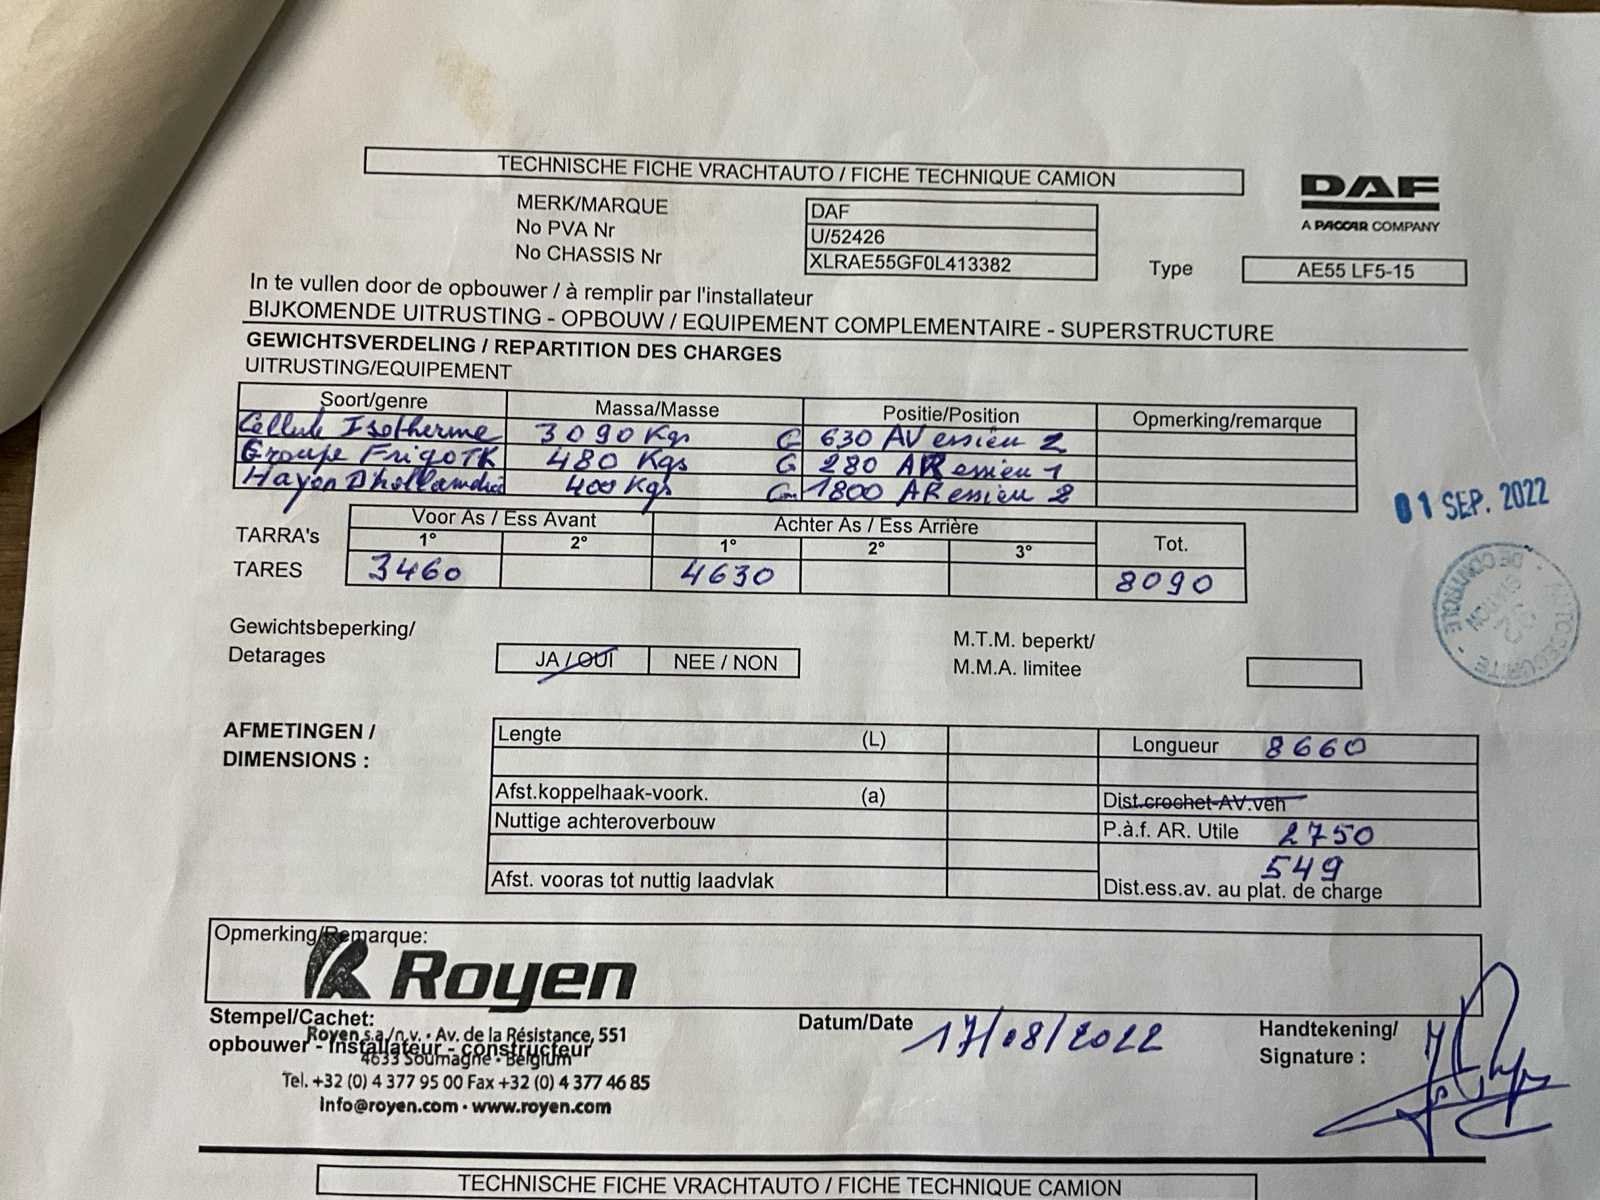 TECHNISCHE FICHE VRACHTAUTO / FICHE TECHNIQUE CAMION
DAF
A PACCAR COMPANY
MERK/MARQUE DAF
No PVA Nr U/52426
No CHASSIS Nr XLRAE55GF0L413382 Type AE55 LF5-15
In te vullen door de opbouwer / à remplir par l'installateur
BIJKOMENDE UITRUSTING - OPBOUW / EQUIPEMENT COMPLEMENTAIRE - SUPERSTRUCTURE
GEWICHTSVERDELING / REPARTITION DES CHARGES
UITRUSTING/EQUIPEMENT
Soort/genre Massa/Masse Positie/Position Opmerking/remarque
Cellule Isotherme 3090 Kgs G 630 AV essieu 2
Groupe Frigo TK 480 Kgs G 280 AR essieu 1
Hayon Dhollandia 400 Kgs 1800 AR essieu 2
01 SEP. 2022
Voor As / Ess Avant Achter As / Ess Arrière Tot.
TARRA's 1° 2° 1° 2° 3°
TARES 3460 4630 8090
AUTOSECURITE - STATION DE CONTROLE -
Gewichtsbeperking/ M.T.M. beperkt/
Detarages JA / OUI NEE / NON M.M.A. limitee
AFMETINGEN / Lengte (L) Longueur 8660
DIMENSIONS :
Afst.koppelhaak-voork. (a) Dist.crochet-AV.veh
Nuttige achteroverbouw P.à.f. AR. Utile 2750
549
Afst. vooras tot nuttig laadvlak Dist.ess.av. au plat. de charge
Opmerking/Remarque:
Royen
Stempel/Cachet: Datum/Date 17/08/2022 Handtekening/
Royen s.a/n.v. • Av. de la Résistance, 551
opbouwer - installateur - constructeur Signature :
4633 Soumagne • Belgium
Tel. +32 (0) 4 377 95 00 Fax +32 (0) 4 377 46 85
Info@royen.com • www.royen.com
TECHNISCHE FICHE VRACHTAUTO / FICHE TECHNIQUE CAMION